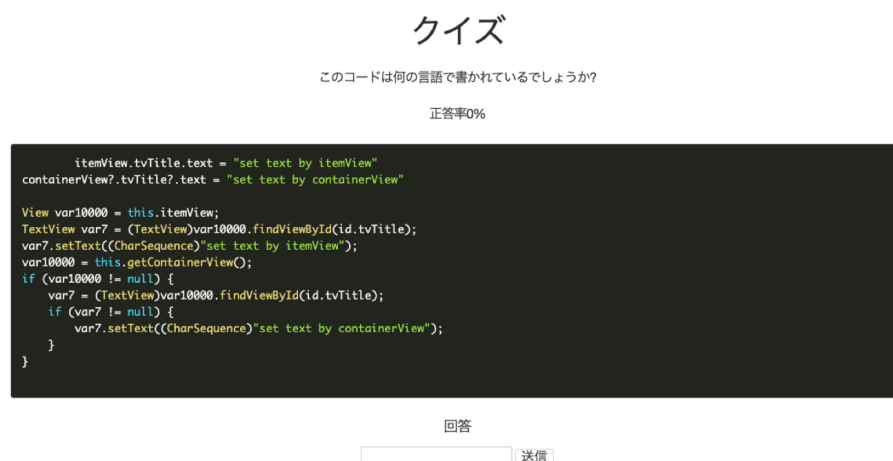 クイズ
このコードは何の言語で書かれているでしょうか?
正答率0%
itemView.tvTitle.text = "set text by itemView"
containerView?.tvTitle?.text = "set text by containerView"
View var10000 = this.itemView;
TextView var7 = (TextView)var10000.findViewById(id.tvTitle);
var7.setText((CharSequence)"set text by itemView");
var10000 = this.getContainerView();
if (var10000 != null) {
var7 = (TextView)var10000.findViewById(id.tvTitle);
if (var7 != null) {
var7.setText((CharSequence)"set text by containerView");
}
}
回答
送信